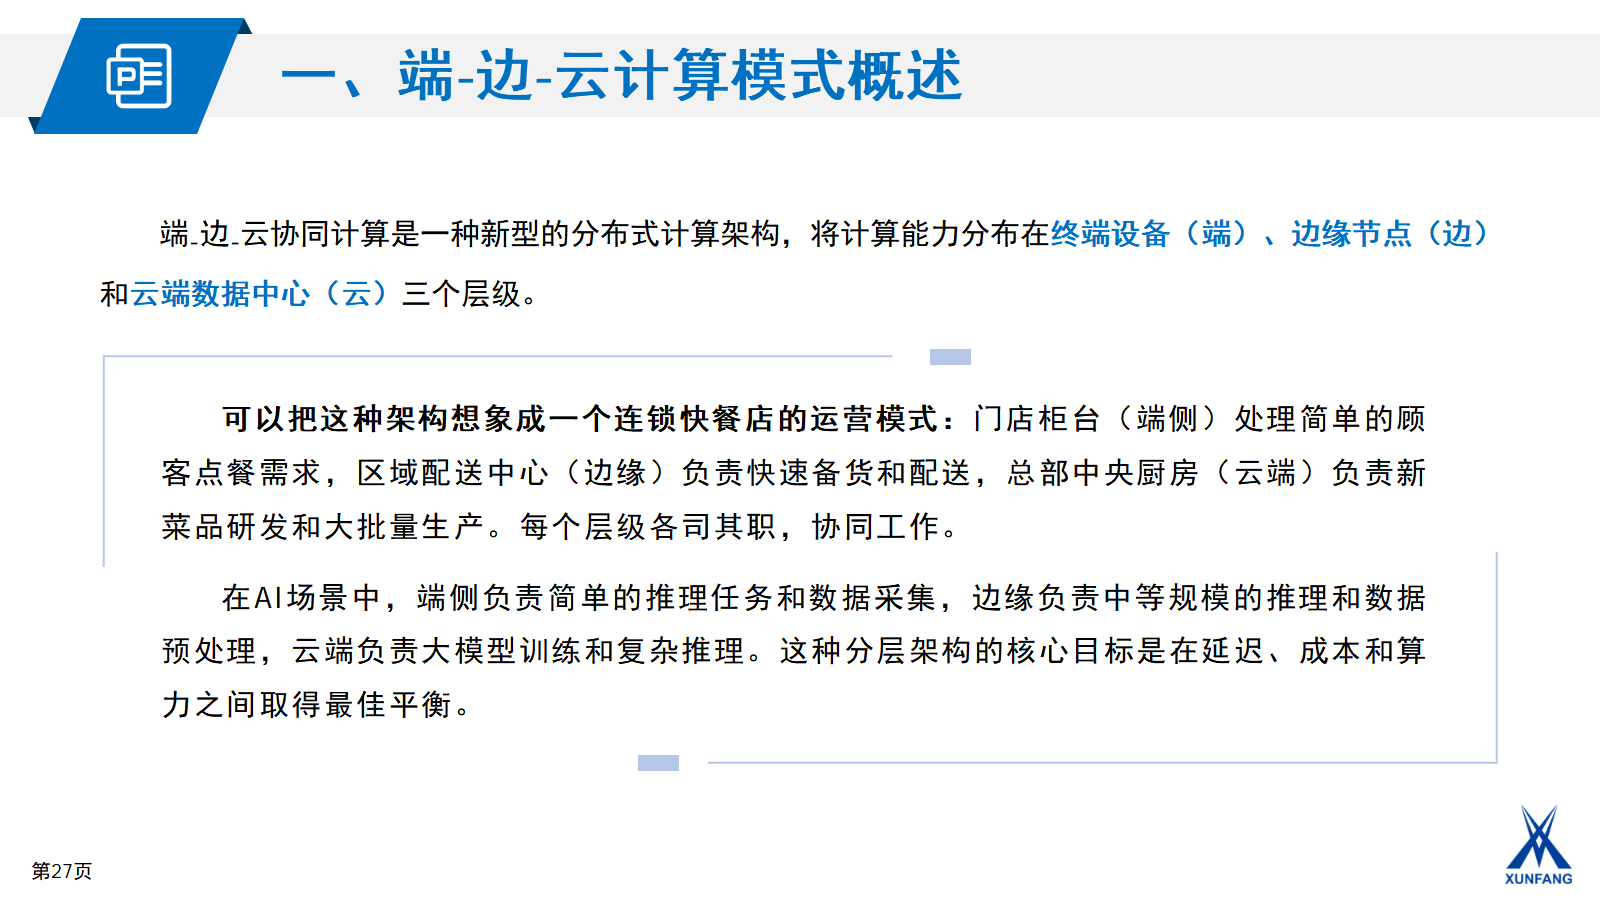 一、端-边-云计算模式概述
端-边-云协同计算是一种新型的分布式计算架构，将计算能力分布在终端设备（端）、边缘节点（边）
和云端数据中心（云）三个层级。
可以把这种架构想象成一个连锁快餐店的运营模式：门店柜台（端侧）处理简单的顾
客点餐需求，区域配送中心（边缘）负责快速备货和配送，总部中央厨房（云端）负责新
菜品研发和大批量生产。每个层级各司其职，协同工作。
在AI场景中，端侧负责简单的推理任务和数据采集，边缘负责中等规模的推理和数据
预处理，云端负责大模型训练和复杂推理。这种分层架构的核心目标是在延迟、成本和算
力之间取得最佳平衡。
第27页
XUNFANG